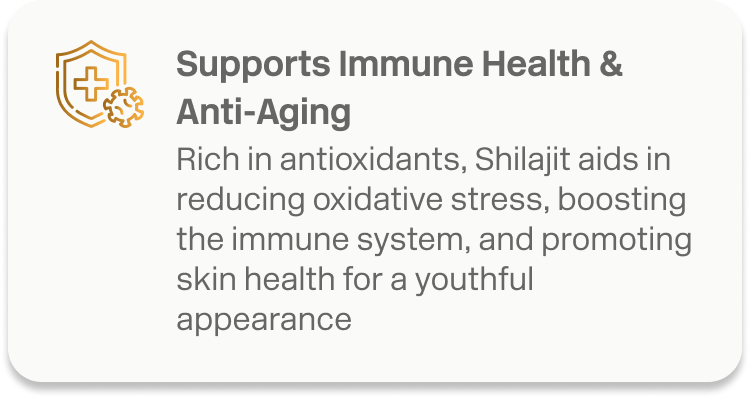 Supports Immune Health &
Anti-Aging
Rich in antioxidants, Shilajit aids in
reducing oxidative stress, boosting
the immune system, and promoting
skin health for a youthful
appearance